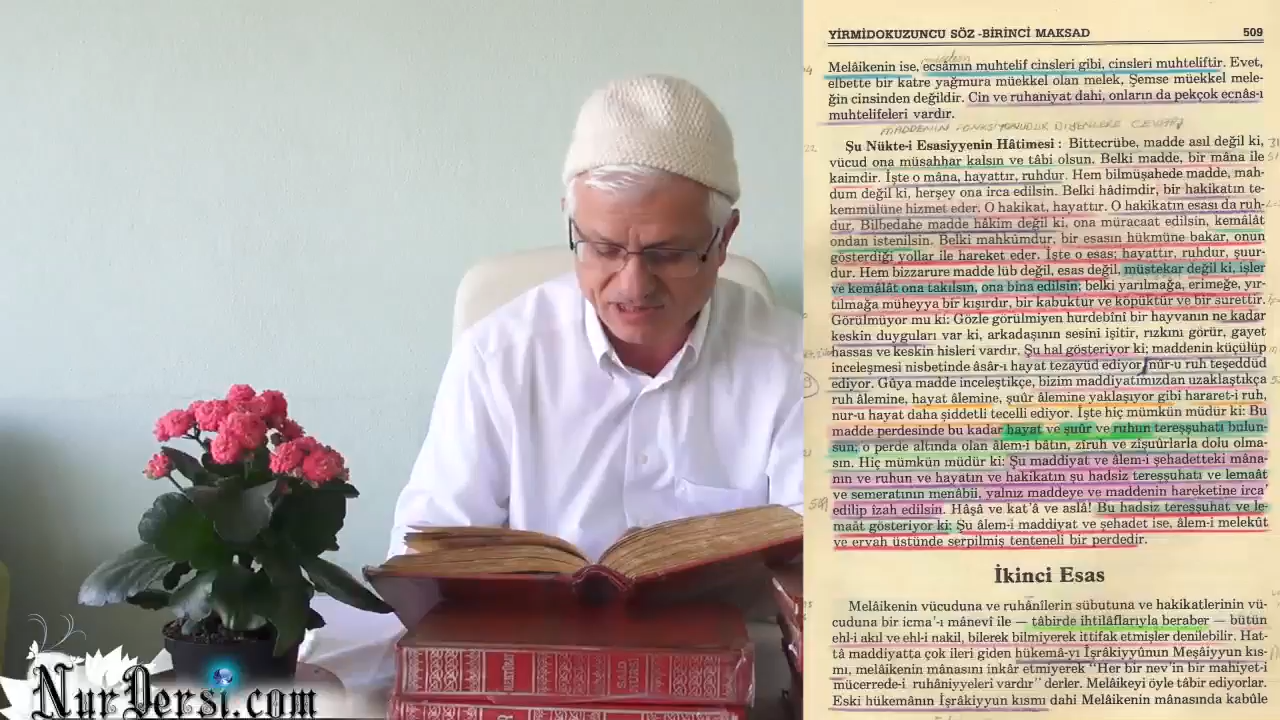 YİRMİDOKUZUNCU SÖZ -BİRİNCİ MAKSAD 509
Melâikenin ise, ecsâmın muhtelif cinsleri gibi, cinsleri muhteliftir. Evet,
elbette bir katre yağmura müekkel olan melek, Şemse müekkel mele-
ğin cinsinden değildir. Cin ve ruhaniyat dahi, onların da pekçok ecnâs-ı
muhtelifeleri vardır.
MADDENİN FONKSİYONUDUR DİYENLERE CEVAP
Şu Nükte-i Esasiyyenin Hâtimesi : Bittecrübe, madde asıl değil ki,
vücud ona müsahhar kalsın ve tâbi olsun. Belki madde, bir mâna ile
kaimdir. İşte o mâna, hayattır, ruhdur. Hem bilmüşahede madde, mah-
dum değil ki, herşey ona irca edilsin. Belki hâdimdir, bir hakikatın te-
kemmülüne hizmet eder. O hakikat, hayattır. O hakikatın esası da ruh-
dur. Bilbedahe madde hâkim değil ki, ona müracaat edilsin, kemâlât
ondan istenilsin. Belki mahkûmdur, bir esasın hükmüne bakar, onun
gösterdiği yollar ile hareket eder. İşte o esas; hayattır, ruhdur, şuur-
dur. Hem bizzarure madde lüb değil, esas değil, müstekar değil ki, işler
ve kemâlât ona takılsın, ona bina edilsin; belki yarılmağa, erimeğe, yır-
tılmağa müheyya bir kışırdır, bir kabuktur ve köpüktür ve bir surettir.
Görülmüyor mu ki: Gözle görülmiyen hurdebînî bir hayvanın ne kadar
keskin duyguları var ki, arkadaşının sesini işitir, rızkını görür, gayet
hassas ve keskin hisleri vardır. Şu hal gösteriyor ki; maddenin küçülüp
inceleşmesi nisbetinde âsâr-ı hayat tezayüd ediyor, nûr-u ruh teşeddüd
ediyor. Gûya madde inceleştikçe, bizim maddiyatımızdan uzaklaştıkça
ruh âlemine, hayat âlemine, şuûr âlemine yaklaşıyor gibi hararet-i ruh,
nur-u hayat daha şiddetli tecelli ediyor. İşte hiç mümkün müdür ki: Bu
madde perdesinde bu kadar hayat ve şuûr ve ruhun tereşşuhatı bulun-
sun; o perde altında olan âlem-i bâtın, zîruh ve zîşuûrlarla dolu olma-
sın. Hiç mümkün müdür ki: Şu maddiyat ve âlem-i şehadetteki mâna-
nın ve ruhun ve hayatın ve hakikatın şu hadsiz tereşşuhatı ve lemaât
ve semeratının menâbii, yalnız maddeye ve maddenin hareketine irca'
edilip izah edilsin. Hâşâ ve kat'â ve aslâ! Bu hadsiz tereşşuhat ve le-
maât gösteriyor ki: Şu âlem-i maddiyat ve şehadet ise, âlem-i melekût
ve ervah üstünde serpilmiş tenteneli bir perdedir.
İkinci Esas
Melâikenin vücuduna ve ruhânîlerin sübutuna ve hakikatlerinin vü-
cuduna bir icma'-ı mânevî ile — tâbirde ihtilâflarıyla beraber — bütün
ehl-i akıl ve ehl-i nakil, bilerek bilmiyerek ittifak etmişler denilebilir. Hat-
tâ maddiyatta çok ileri giden hükemâ-yı İşrâkiyyûnun Meşâiyyun kıs-
mı, melâikenin mânasını inkâr etmiyerek "Her bir nev'in bir mahiyet-i
mücerrede-i ruhâniyyeleri vardır" derler. Melâikeyi öyle tâbir ediyorlar.
Eski hükemânın İşrâkiyyun kısmı dahi Melâikenin mânasında kabûle
SAİD NURSİ
NurDersi.com